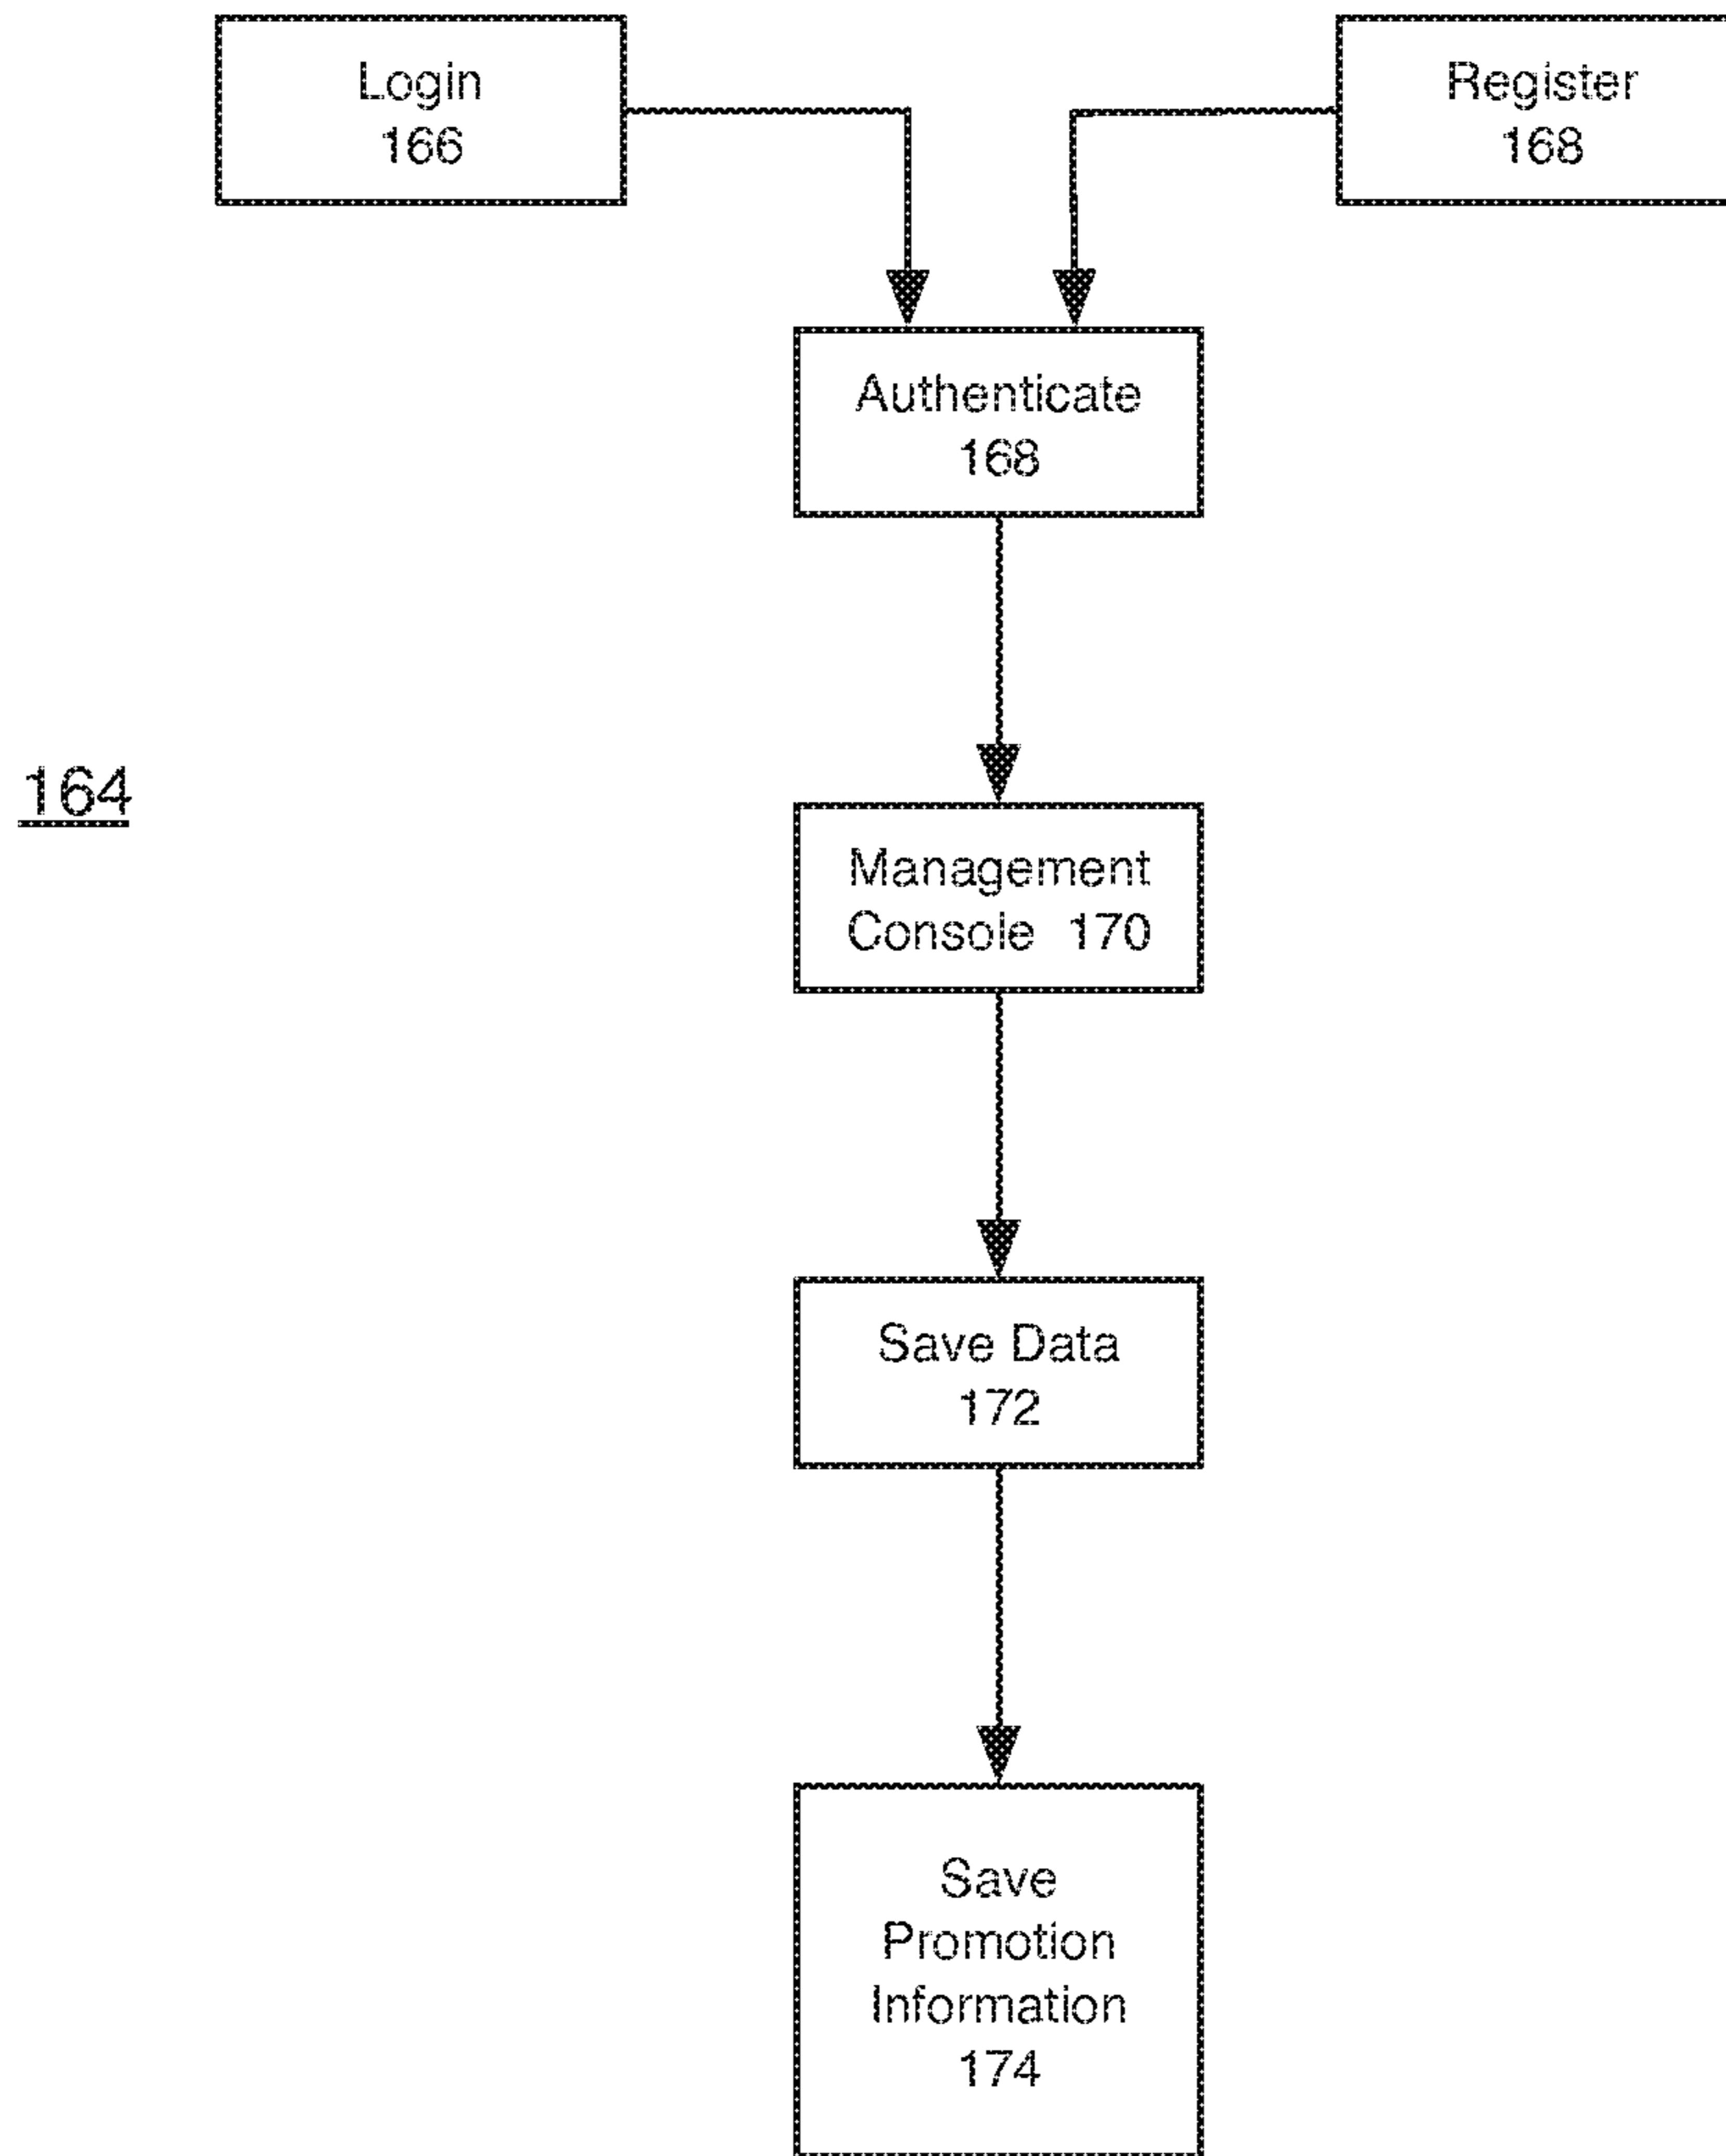 Login
166
Register
168
Authenticate
168
164
Management
Console 170
Save Data
172
Save
Promotion
Information
174